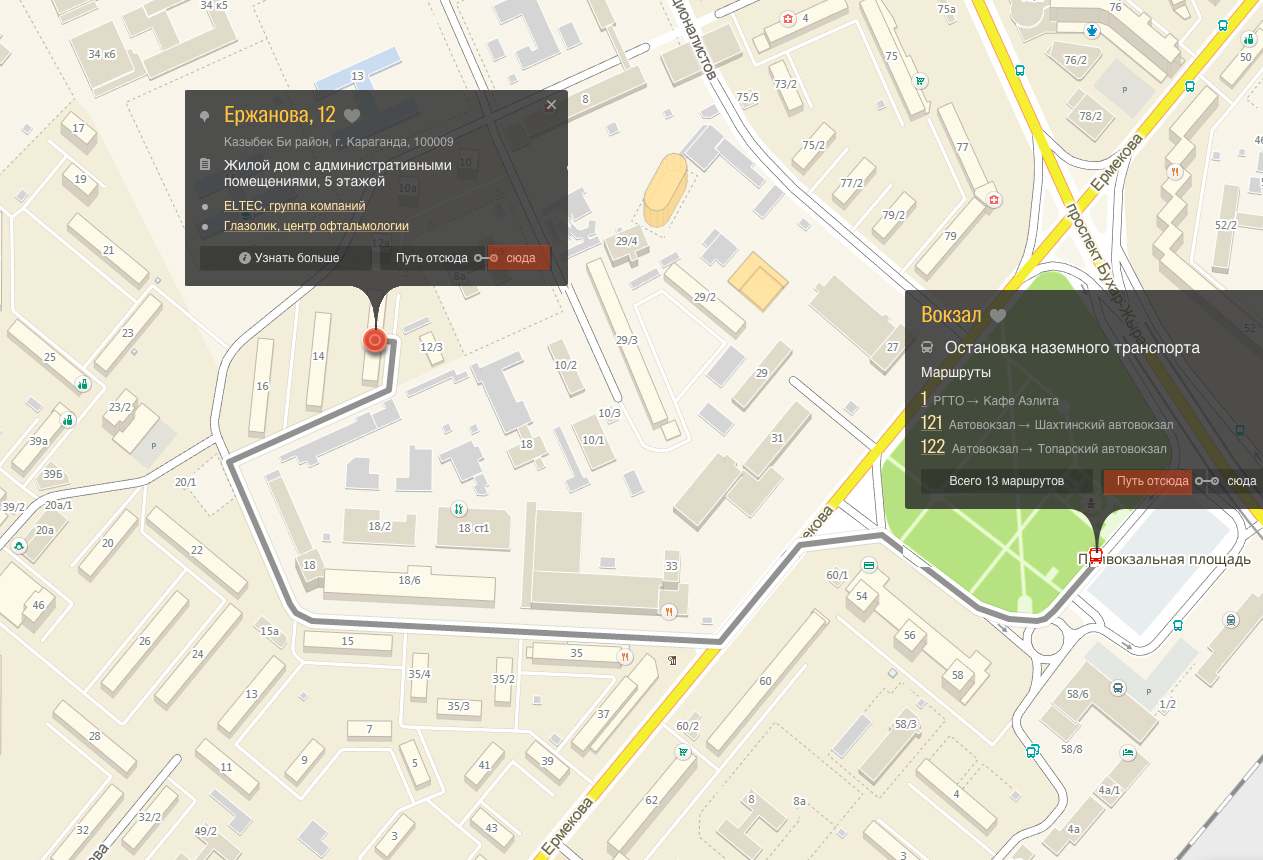 34 к5
34 к6
13
8
ционалистов
4
75а
76
76/2
50
75
73/2
75/5
78/2
77
75/2
77/2
79/2
79
52/2
Ермекова
проспект Бухар-Жырау
52
Ержанова, 12
Казыбек Би район, г. Караганда, 100009
Жилой дом с административными
помещениями, 5 этажей
ELTEC, группа компаний
Глазолик, центр офтальмологии
Узнать больше
Путь отсюда
сюда
10
10а
12а
8а
17
19
21
23
25
23/2
39а
39Б
39/2
20а/1
20а
20/1
20
22
P
16
14
12/3
29/4
29/2
29/3
10/2
10/3
10/1
18
29
27
31
Вокзал
Остановка наземного транспорта
Маршруты
1 РГТО → Кафе Аэлита
121 Автовокзал → Шахтинский автовокзал
122 Автовокзал → Топарский автовокзал
Всего 13 маршрутов
Путь отсюда
сюда
18/2
18 ст1
18
18/6
33
екова
60/1
54
56
58
Привокзальная площадь
46
26
24
15а
15
13
28
35/4
35/2
35/3
35
37
7
9
11
5
41
39
43
3
32
32/2
49/2
ова
Ермекова
60
60/2
62
58/3
58/6
58/8
P
1/2
8
8а
4
4а/1
4а
3